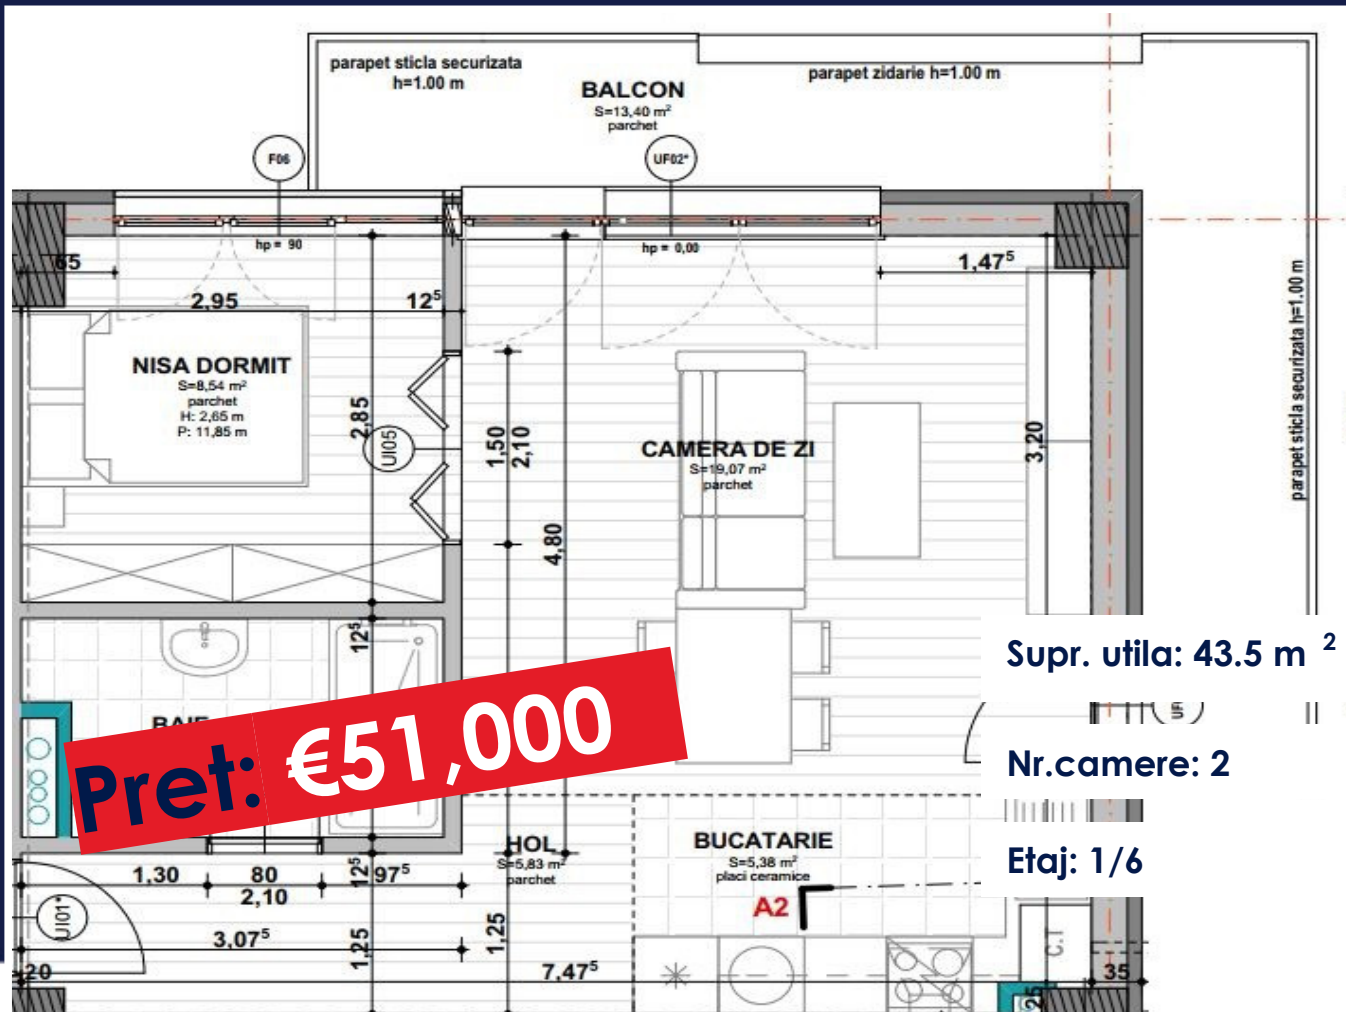 parapet sticla securizata
h=1.00 m
BALCON
S=13,40 m²
parchet
parapet zidarie h=1.00 m
F06
UF02*
hp = 90
hp = 0,00
65
2,95
12⁵
1,47⁵
parapet sticla securizata h=1.00 m
NISA DORMIT
S=8,54 m²
parchet
H: 2,65 m
P: 11,85 m
2,85
UI05
1,50
2,10
CAMERA DE ZI
S=19,07 m²
parchet
3,20
4,80
12⁵
Supr. utila: 43.5 m ²
BAIE
Pret: €51,000
Nr.camere: 2
HOL
S=5,83 m²
parchet
BUCATARIE
S=5,38 m²
placi ceramice
Etaj: 1/6
1,30
80
12⁵
97⁵
2,10
A2
UI01*
3,07⁵
1,25
1,25
C.T
20
7,47⁵
35
25